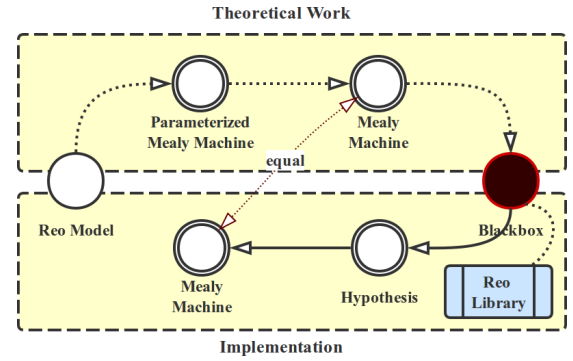 Theoretical Work
Parameterized
Mealy Machine
Mealy
Machine
equal
Reo Model
Blackbox
Mealy
Machine
Hypothesis
Reo
Library
Implementation